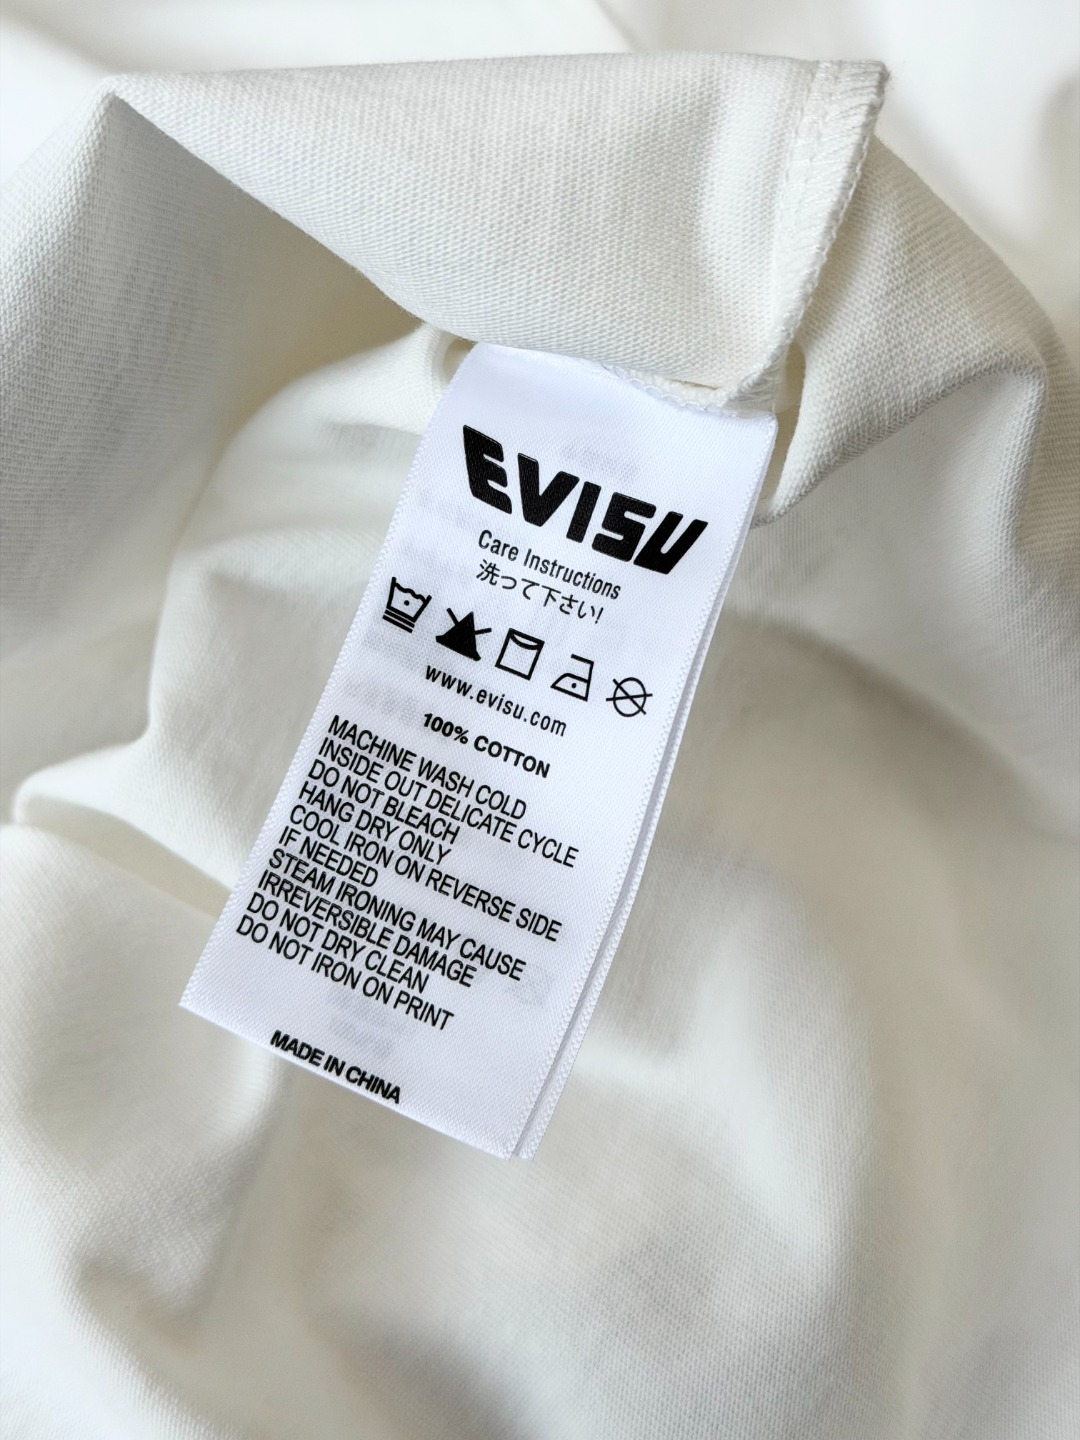 EVISU
Care Instructions
洗って下さい!
www.evisu.com
100% COTTON
MACHINE WASH COLD
INSIDE OUT DELICATE CYCLE
DO NOT BLEACH
HANG DRY ONLY
COOL IRON ON REVERSE SIDE
IF NEEDED
STEAM IRONING MAY CAUSE
IRREVERSIBLE DAMAGE
DO NOT DRY CLEAN
DO NOT IRON ON PRINT
MADE IN CHINA